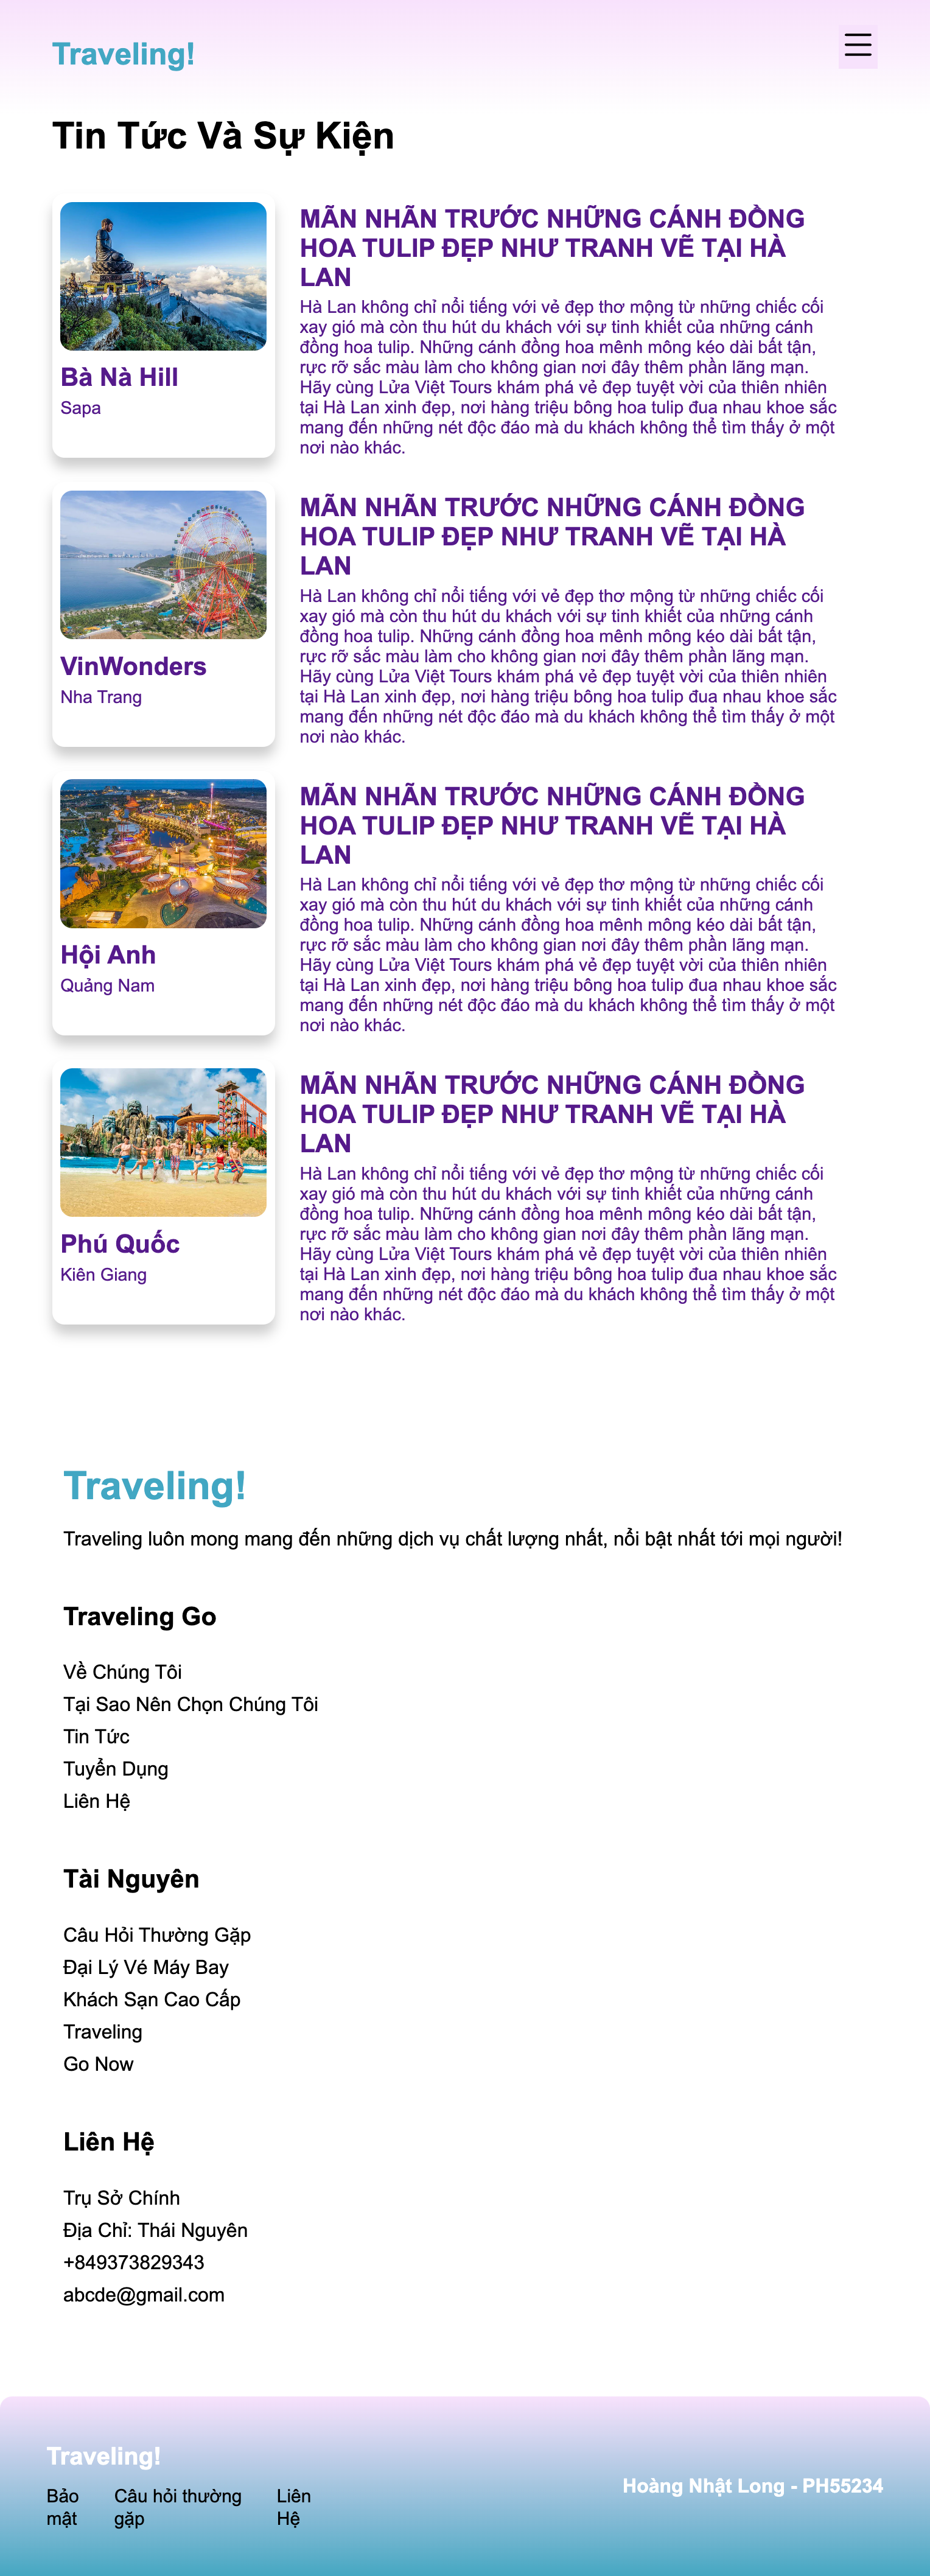 Traveling!
Tin Tức Và Sự Kiện
Bà Nà Hill
Sapa
MÃN NHÃN TRƯỚC NHỮNG CÁNH ĐỒNG
HOA TULIP ĐẸP NHƯ TRANH VẼ TẠI HÀ
LAN
Hà Lan không chỉ nổi tiếng với vẻ đẹp thơ mộng từ những chiếc cối
xay gió mà còn thu hút du khách với sự tinh khiết của những cánh
đồng hoa tulip. Những cánh đồng hoa mênh mông kéo dài bất tận,
rực rỡ sắc màu làm cho không gian nơi đây thêm phần lãng mạn.
Hãy cùng Lửa Việt Tours khám phá vẻ đẹp tuyệt vời của thiên nhiên
tại Hà Lan xinh đẹp, nơi hàng triệu bông hoa tulip đua nhau khoe sắc
mang đến những nét độc đáo mà du khách không thể tìm thấy ở một
nơi nào khác.
VinWonders
Nha Trang
MÃN NHÃN TRƯỚC NHỮNG CÁNH ĐỒNG
HOA TULIP ĐẸP NHƯ TRANH VẼ TẠI HÀ
LAN
Hà Lan không chỉ nổi tiếng với vẻ đẹp thơ mộng từ những chiếc cối
xay gió mà còn thu hút du khách với sự tinh khiết của những cánh
đồng hoa tulip. Những cánh đồng hoa mênh mông kéo dài bất tận,
rực rỡ sắc màu làm cho không gian nơi đây thêm phần lãng mạn.
Hãy cùng Lửa Việt Tours khám phá vẻ đẹp tuyệt vời của thiên nhiên
tại Hà Lan xinh đẹp, nơi hàng triệu bông hoa tulip đua nhau khoe sắc
mang đến những nét độc đáo mà du khách không thể tìm thấy ở một
nơi nào khác.
Hội Anh
Quảng Nam
MÃN NHÃN TRƯỚC NHỮNG CÁNH ĐỒNG
HOA TULIP ĐẸP NHƯ TRANH VẼ TẠI HÀ
LAN
Hà Lan không chỉ nổi tiếng với vẻ đẹp thơ mộng từ những chiếc cối
xay gió mà còn thu hút du khách với sự tinh khiết của những cánh
đồng hoa tulip. Những cánh đồng hoa mênh mông kéo dài bất tận,
rực rỡ sắc màu làm cho không gian nơi đây thêm phần lãng mạn.
Hãy cùng Lửa Việt Tours khám phá vẻ đẹp tuyệt vời của thiên nhiên
tại Hà Lan xinh đẹp, nơi hàng triệu bông hoa tulip đua nhau khoe sắc
mang đến những nét độc đáo mà du khách không thể tìm thấy ở một
nơi nào khác.
Phú Quốc
Kiên Giang
MÃN NHÃN TRƯỚC NHỮNG CÁNH ĐỒNG
HOA TULIP ĐẸP NHƯ TRANH VẼ TẠI HÀ
LAN
Hà Lan không chỉ nổi tiếng với vẻ đẹp thơ mộng từ những chiếc cối
xay gió mà còn thu hút du khách với sự tinh khiết của những cánh
đồng hoa tulip. Những cánh đồng hoa mênh mông kéo dài bất tận,
rực rỡ sắc màu làm cho không gian nơi đây thêm phần lãng mạn.
Hãy cùng Lửa Việt Tours khám phá vẻ đẹp tuyệt vời của thiên nhiên
tại Hà Lan xinh đẹp, nơi hàng triệu bông hoa tulip đua nhau khoe sắc
mang đến những nét độc đáo mà du khách không thể tìm thấy ở một
nơi nào khác.
Traveling!
Traveling luôn mong mang đến những dịch vụ chất lượng nhất, nổi bật nhất tới mọi người!
Traveling Go
Về Chúng Tôi
Tại Sao Nên Chọn Chúng Tôi
Tin Tức
Tuyển Dụng
Liên Hệ
Tài Nguyên
Câu Hỏi Thường Gặp
Đại Lý Vé Máy Bay
Khách Sạn Cao Cấp
Traveling
Go Now
Liên Hệ
Trụ Sở Chính
Địa Chỉ: Thái Nguyên
+849373829343
abcde@gmail.com
Traveling!
Bảo
mật
Câu hỏi thường
gặp
Liên
Hệ
Hoàng Nhật Long - PH55234